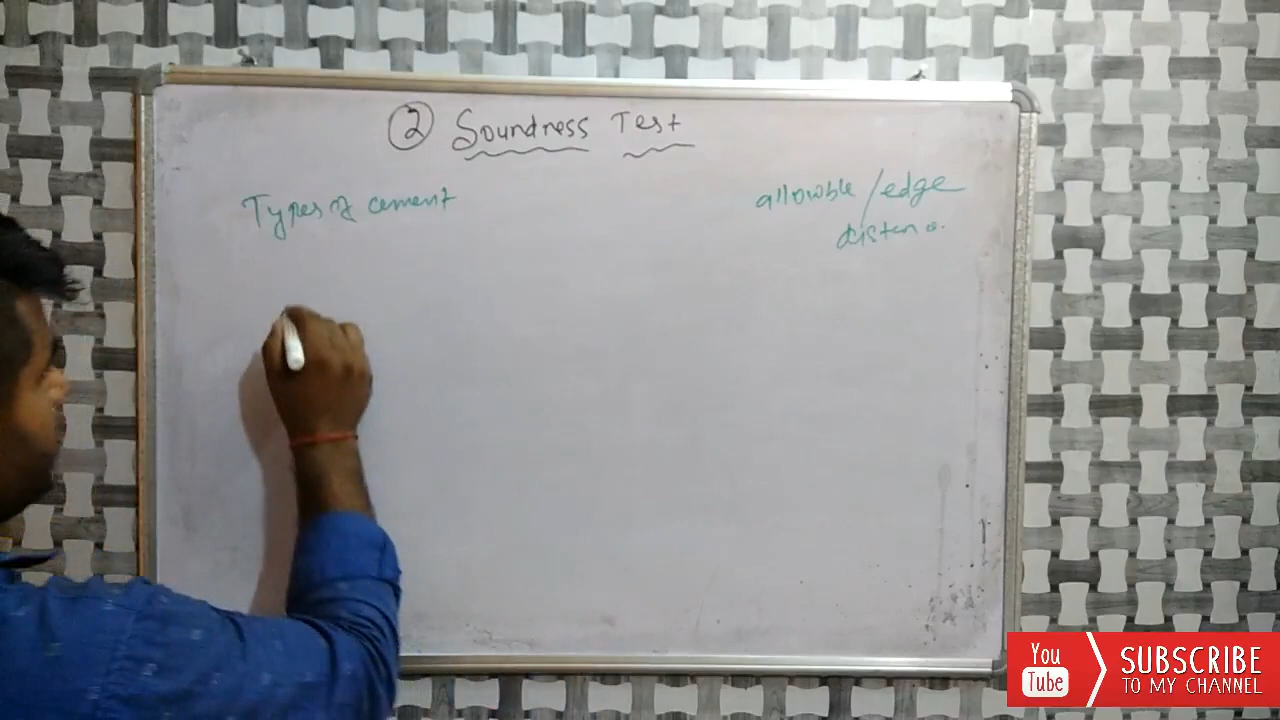 ② Soundness Test
Types of cement
allowable / edge
distance
You Tube
SUBSCRIBE
TO MY CHANNEL